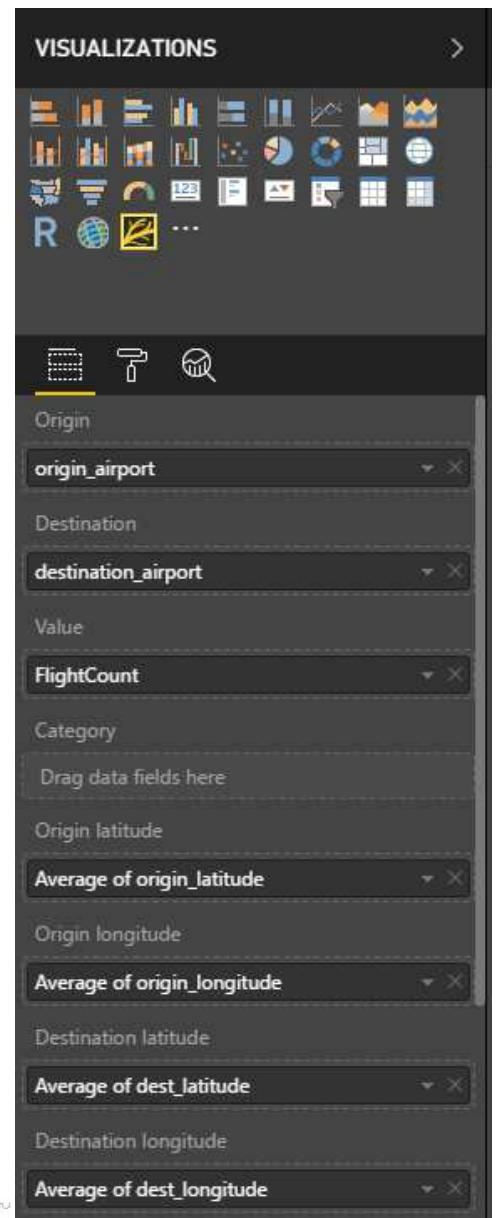 VISUALIZATIONS
123
R
Origin
origin_airport
Destination
destination_airport
Value
FlightCount
Category
Drag data fields here
Origin latitude
Average of origin_latitude
Origin longitude
Average of origin_longitude
Destination latitude
Average of dest_latitude
Destination longitude
Average of dest_longitude